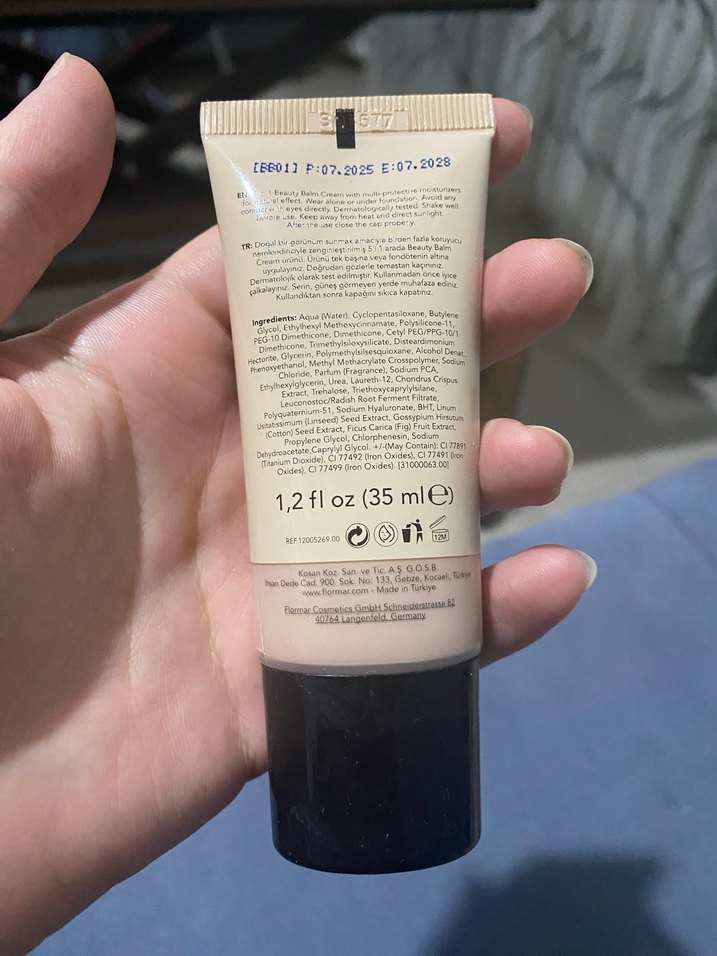 [BB01] P:07.2025 E:07.2028
EN: 1 Beauty Balm Cream with multi-protective moisturizers
for natural effect. Wear alone or under foundation. Avoid any
contact with eyes directly. Dermatologically tested. Shake well
before use. Keep away from heat and direct sunlight.
After the use close the cap properly.
TR: Doğal bir görünüm sunmak amacıyla birden fazla koruyucu
nemlendiriciyle zenginleştirilmiş 5'i 1 arada Beauty Balm
Cream ürünü. Ürünü tek başına veya fondötenin altına
uygulayınız. Doğrudan gözlerle temastan kaçınınız.
Dermatolojik olarak test edilmiştir. Kullanmadan önce iyice
çalkalayınız. Serin, güneş görmeyen yerde muhafaza ediniz.
Kullandıktan sonra kapağını sıkıca kapatınız.
Ingredients: Aqua (Water), Cyclopentasiloxane, Butylene
Glycol, Ethylhexyl Methoxycinnamate, Polysilicone-11,
PEG-10 Dimethicone, Dimethicone, Cetyl PEG/PPG-10/1
Dimethicone, Trimethylsiloxysilicate, Disteardimonium
Hectorite, Glycerin, Polymethylsilsesquioxane, Alcohol Denat.,
Phenoxyethanol, Methyl Methacrylate Crosspolymer, Sodium
Chloride, Parfum (Fragrance), Sodium PCA,
Ethylhexylglycerin, Urea, Laureth-12, Chondrus Crispus
Extract, Trehalose, Triethoxycaprylylsilane,
Leuconostoc/Radish Root Ferment Filtrate,
Polyquaternium-51, Sodium Hyaluronate, BHT, Linum
Usitatissimum (Linseed) Seed Extract, Gossypium Hirsutum
(Cotton) Seed Extract, Ficus Carica (Fig) Fruit Extract,
Propylene Glycol, Chlorphenesin, Sodium
Dehydroacetate,Caprylyl Glycol. +/-(May Contain): CI 77891
(Titanium Dioxide), CI 77492 (Iron Oxides), CI 77491 (Iron
Oxides), CI 77499 (Iron Oxides). [31000063.00]
1,2 fl oz (35 ml ℮)
REF.12005269.00 12M
Kosan Koz. San. ve Tic. A.Ş. G.O.S.B.
İhsan Dede Cad. 900. Sok. No: 133, Gebze, Kocaeli, Türkiye
www.flormar.com - Made in Türkiye
Flormar Cosmetics GmbH Schneiderstrasse 82
40764 Langenfeld, Germany